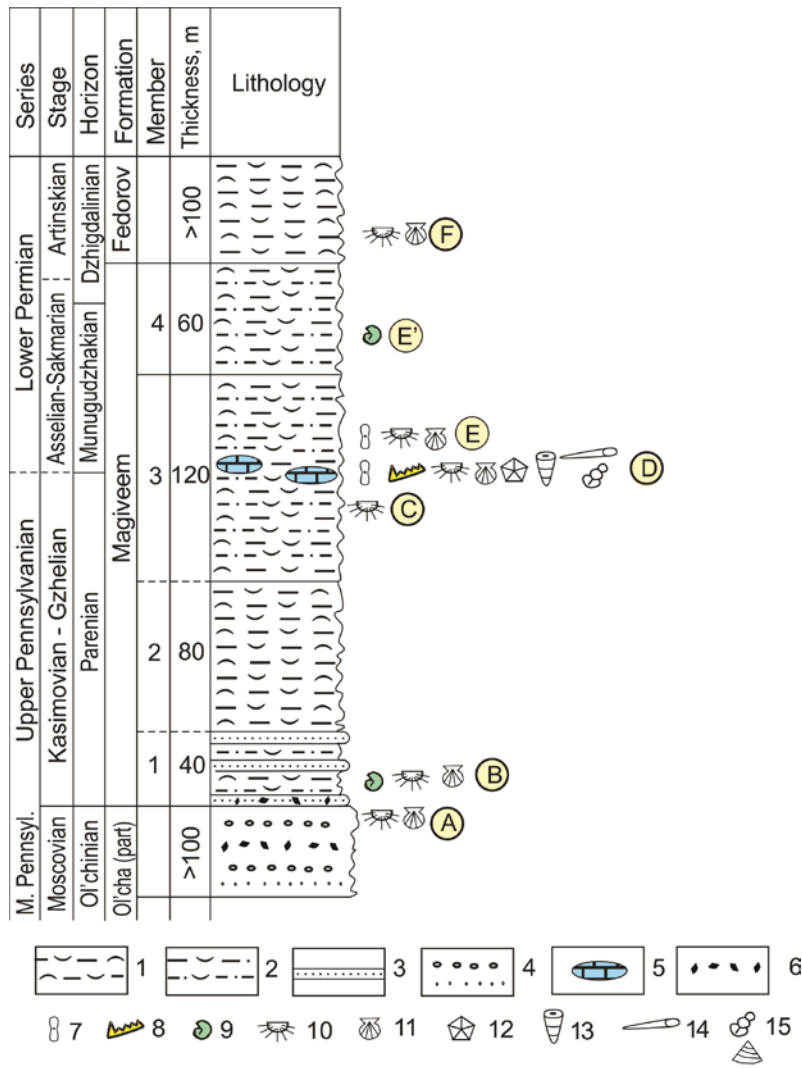 Series
Stage
Horizon
Formation
Member
Thickness, m
Lithology
Lower Permian
Upper Pennsylvanian
M. Pennsyl.
Artinskian
Asselian-Sakmarian
Kasimovian - Gzhelian
Moscovian
Dzhigdalinian
Munugudzhakian
Parenian
Ol'chinian
Fedorov
Magiveem
Ol'cha (part)
>100
F
4 60
E'
3 120
E
D
C
2 80
1 40
B
A
>100
1 2 3 4 5 6
7 8 9 10 11 12 13 14 15